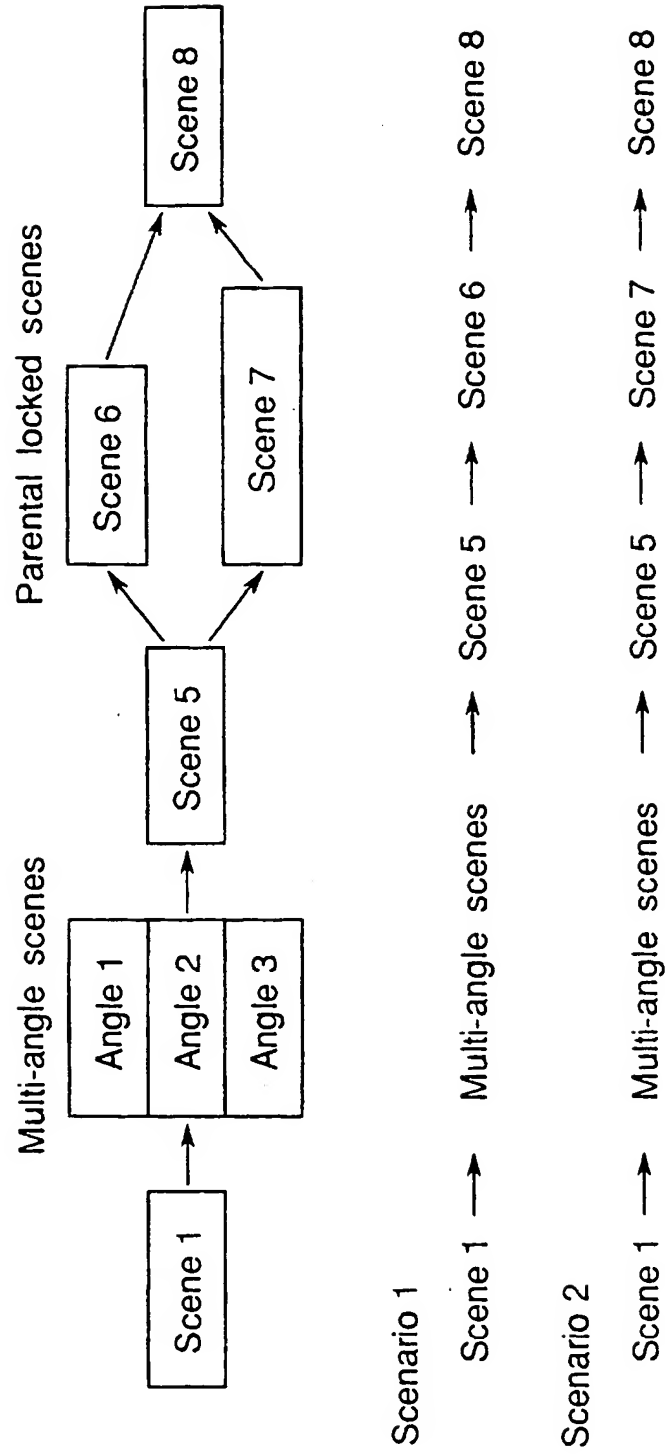 Multi-angle scenes
Parental locked scenes
Scene 1
Angle 1
Angle 2
Angle 3
Scene 5
Scene 6
Scene 7
Scene 8
Scenario 1
Scene 1 → Multi-angle scenes → Scene 5 → Scene 6 → Scene 8
Scenario 2
Scene 1 → Multi-angle scenes → Scene 5 → Scene 7 → Scene 8